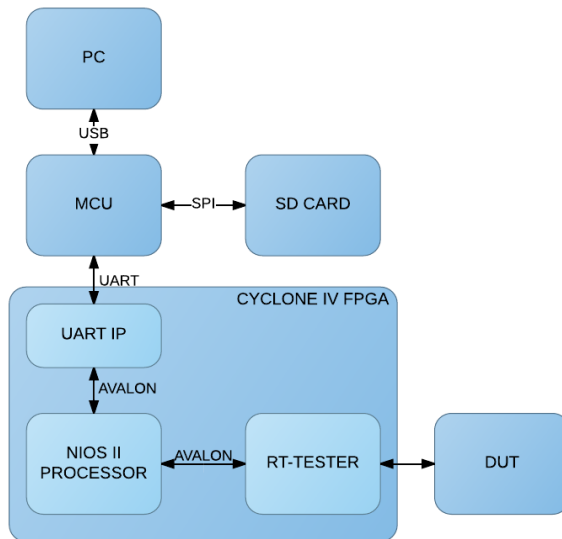 PC
USB
MCU
SPI
SD CARD
UART
CYCLONE IV FPGA
UART IP
AVALON
NIOS II
PROCESSOR
AVALON
RT-TESTER
DUT